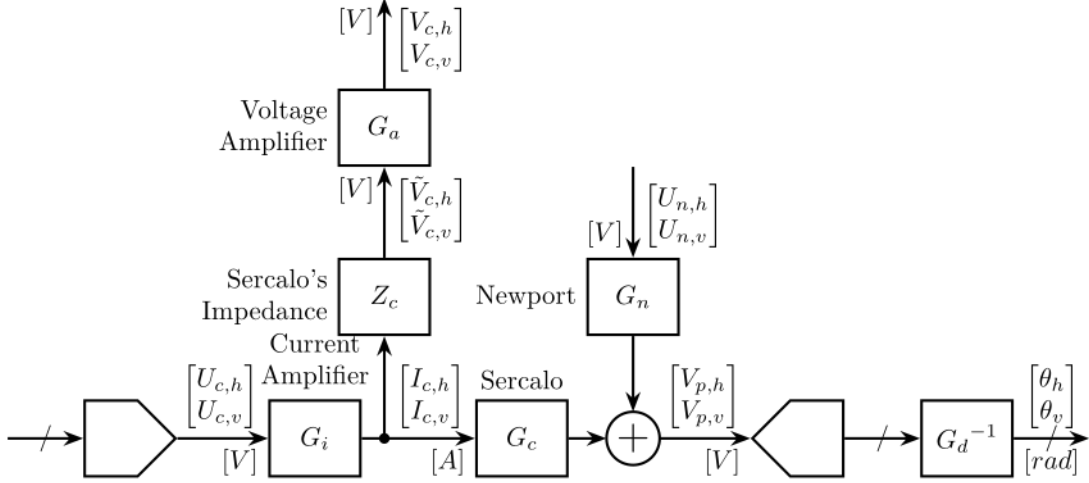 [V]
[V_{c,h}]
[V_{c,v}]
Voltage
Amplifier
G_a
[V]
[Ṽ_{c,h}]
[Ṽ_{c,v}]
[U_{n,h}]
[U_{n,v}]
[V]
Sercalo's
Impedance
Z_c
Newport
G_n
Current
Amplifier
[U_{c,h}]
[U_{c,v}]
[V]
G_i
[I_{c,h}]
[I_{c,v}]
[A]
Sercalo
G_c
+
[V_{p,h}]
[V_{p,v}]
[V]
G_d^{-1}
[θ_h]
[θ_v]
[rad]